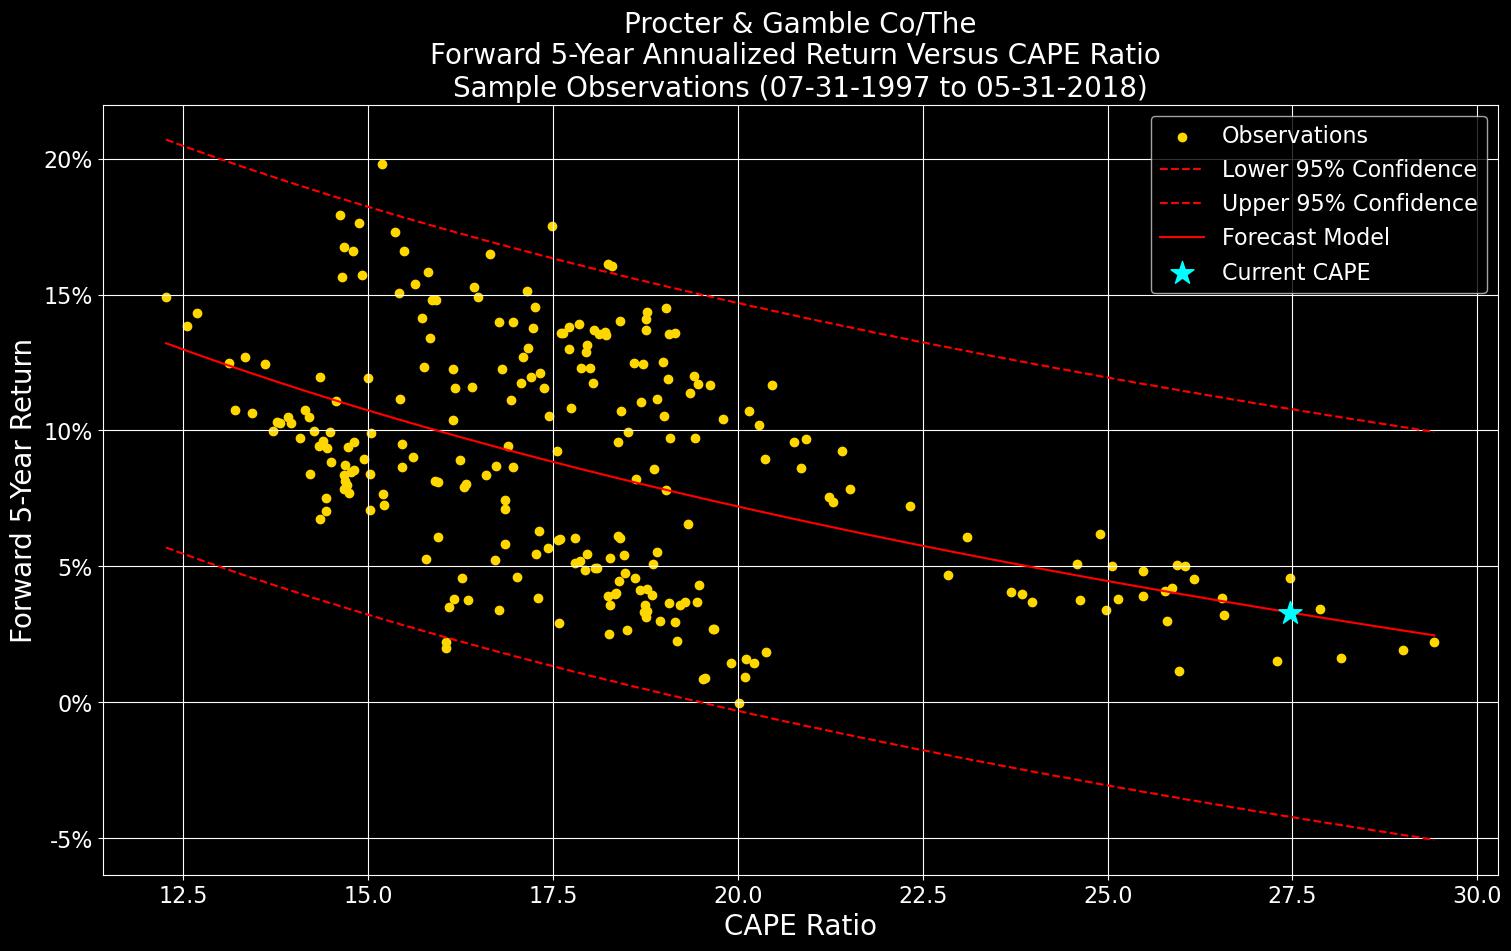 Procter & Gamble Co/The
Forward 5-Year Annualized Return Versus CAPE Ratio
Sample Observations (07-31-1997 to 05-31-2018)
Observations
Lower 95% Confidence
Upper 95% Confidence
Forecast Model
Current CAPE
Forward 5-Year Return
20%
15%
10%
5%
0%
-5%
12.5
15.0
17.5
20.0
22.5
25.0
27.5
30.0
CAPE Ratio